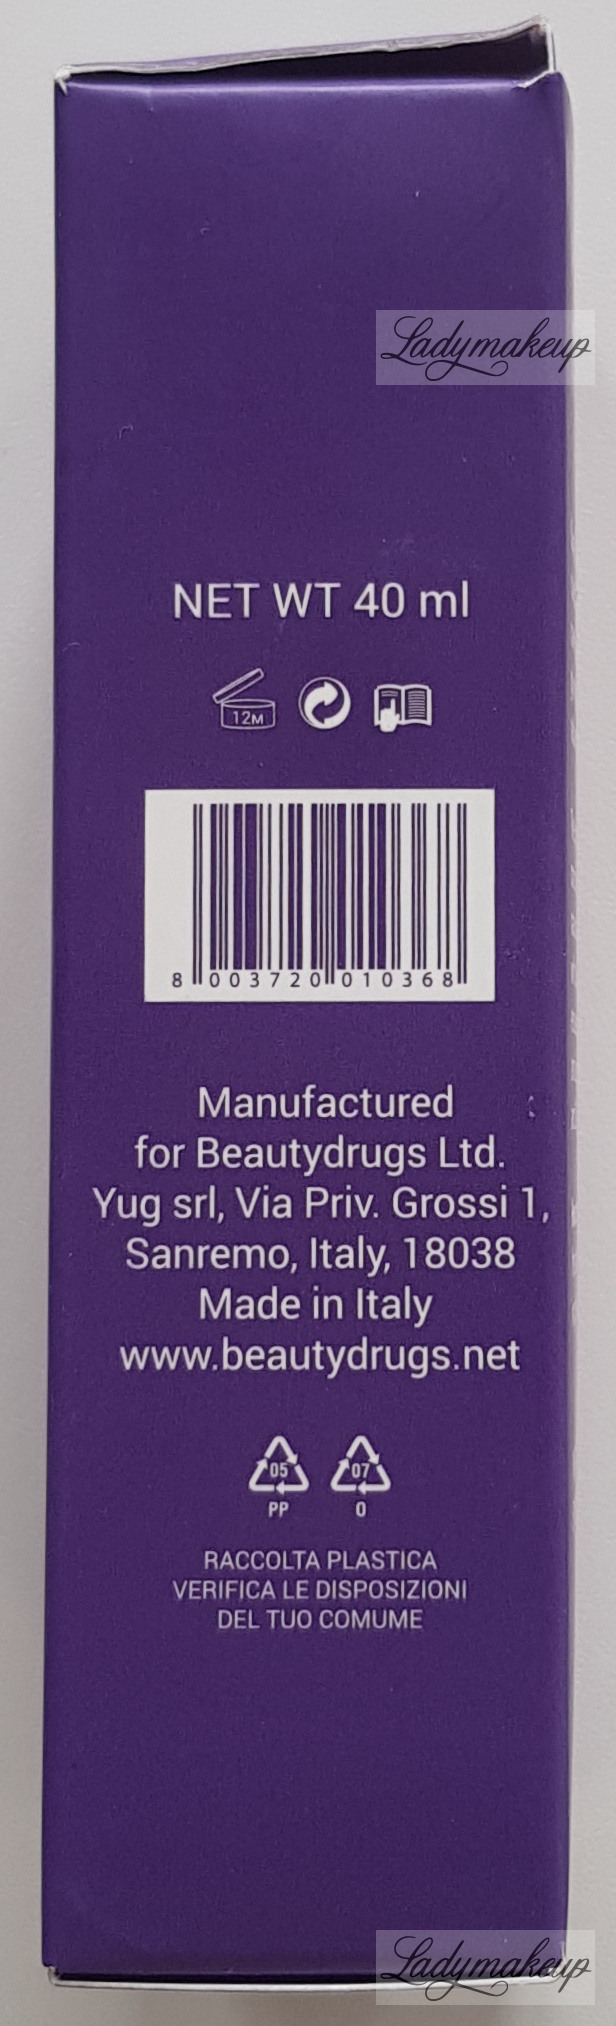 Ladymakeup
NET WT 40 ml
12M
8 003720 010368
Manufactured
for Beautydrugs Ltd.
Yug srl, Via Priv. Grossi 1,
Sanremo, Italy, 18038
Made in Italy
www.beautydrugs.net
05 07
PP O
RACCOLTA PLASTICA
VERIFICA LE DISPOSIZIONI
DEL TUO COMUME
Ladymakeup